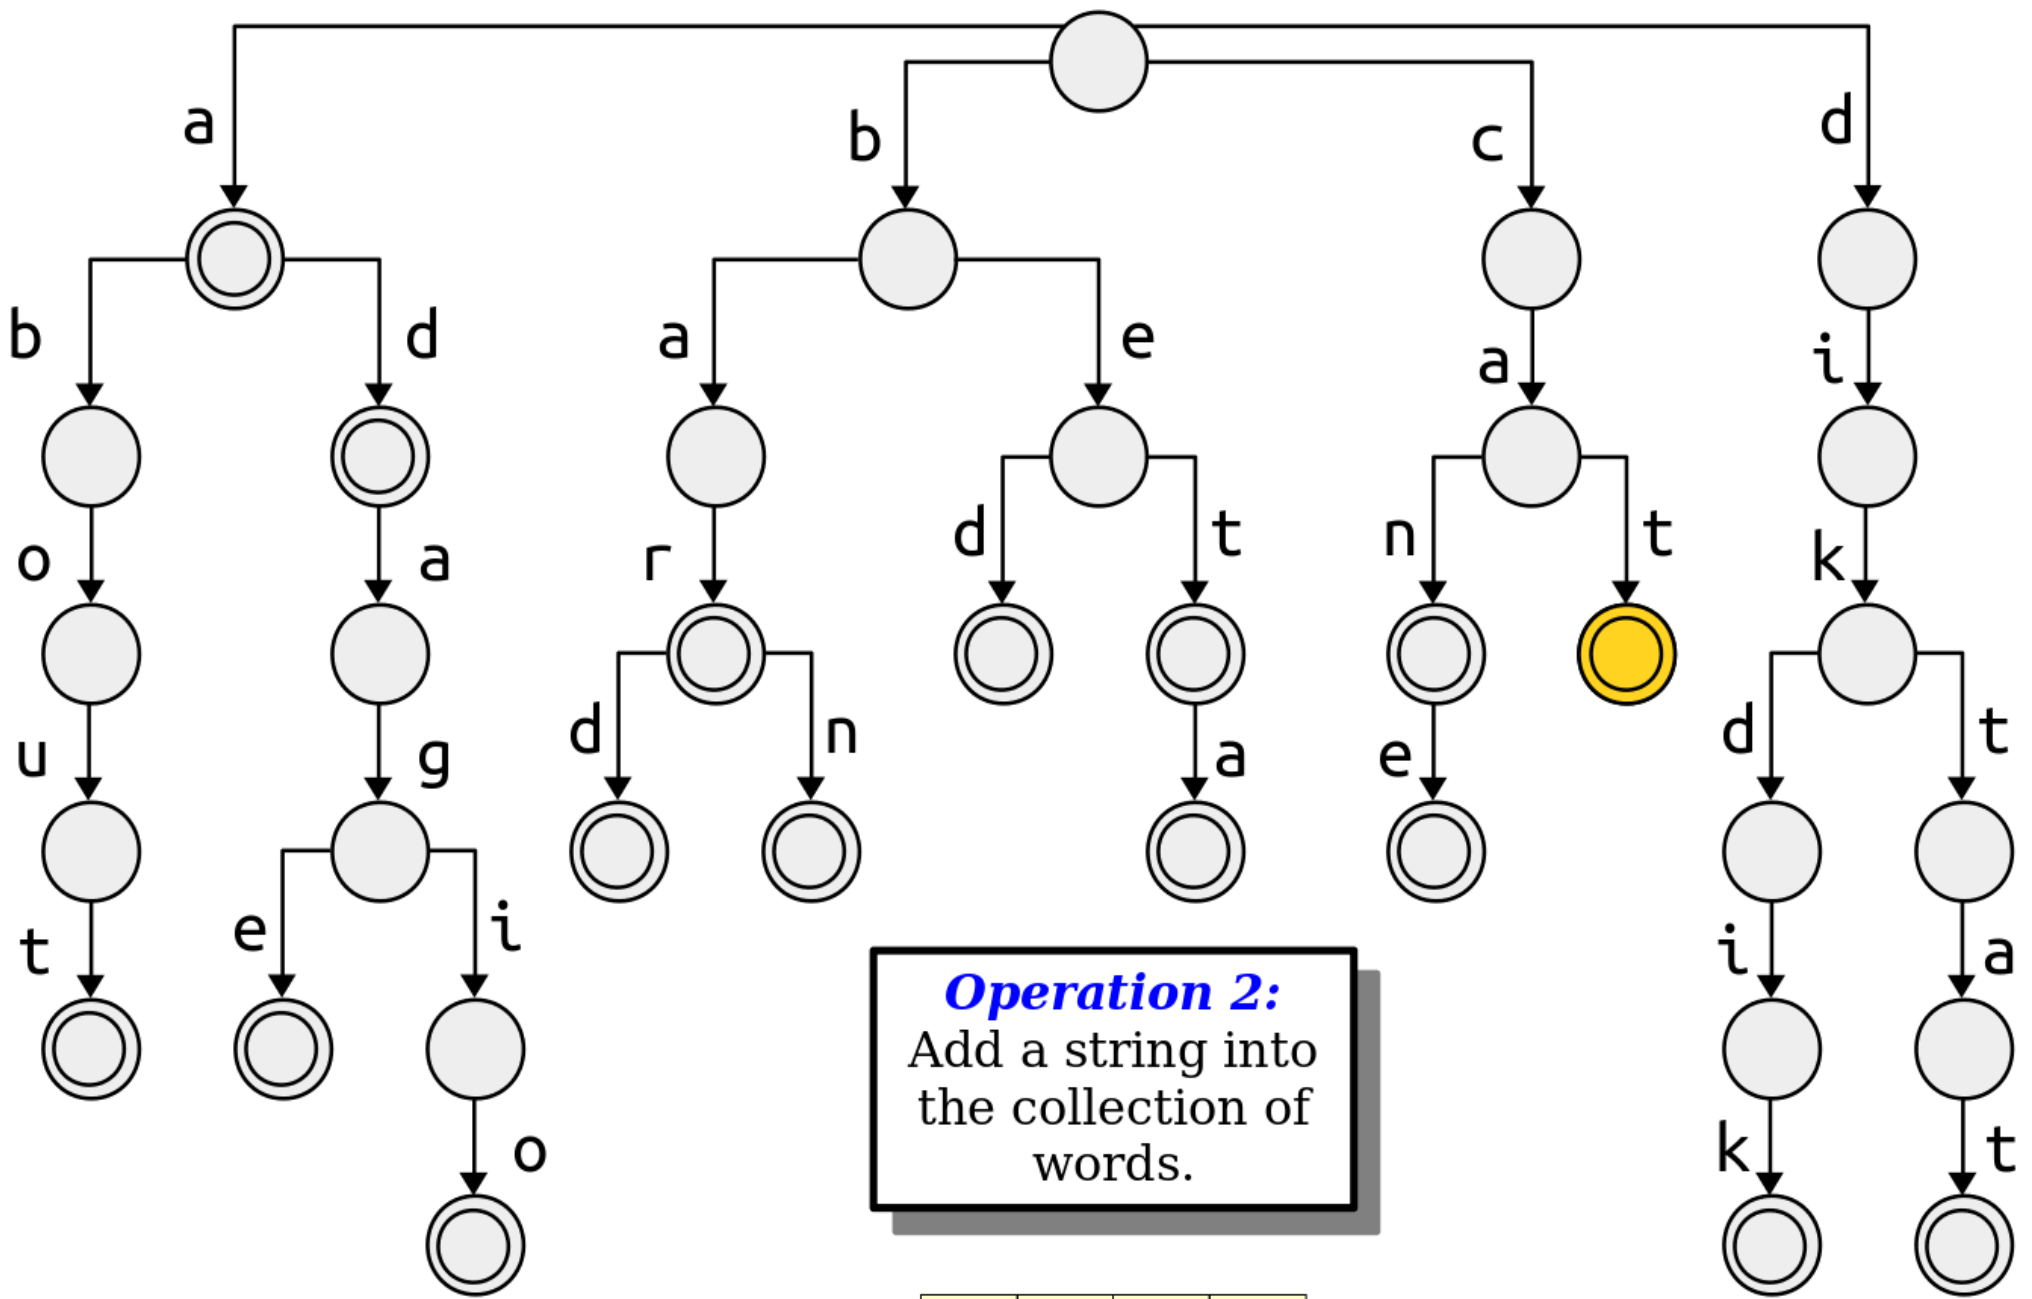 a
b
c
d
b
d
a
e
a
i
o
a
r
d
t
n
t
k
u
g
d
n
a
e
d
t
t
e
i
i
a
o
k
t
Operation 2:
Add a string into
the collection of
words.